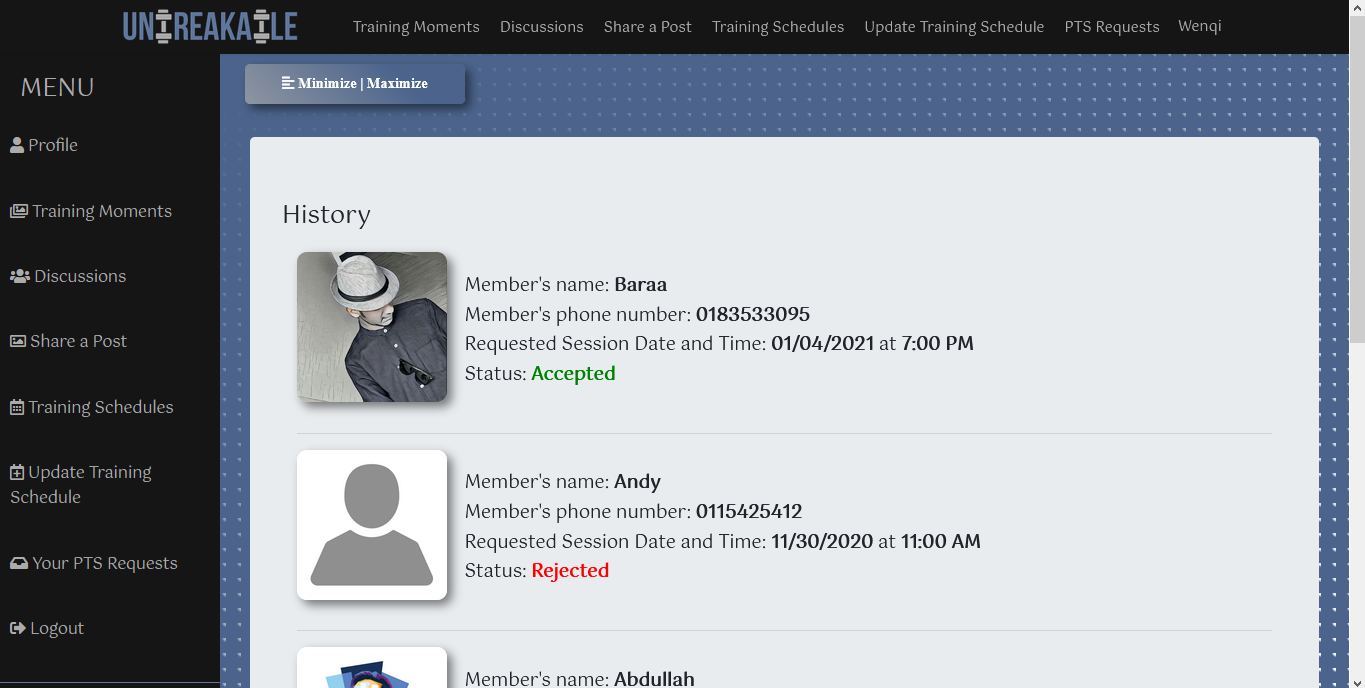 UNBREAKABLE
Training Moments
Discussions
Share a Post
Training Schedules
Update Training Schedule
PTS Requests
Wenqi
MENU
Profile
Training Moments
Discussions
Share a Post
Training Schedules
Update Training
Schedule
Your PTS Requests
Logout
Minimize | Maximize
History
Member's name: Baraa
Member's phone number: 0183533095
Requested Session Date and Time: 01/04/2021 at 7:00 PM
Status: Accepted
Member's name: Andy
Member's phone number: 0115425412
Requested Session Date and Time: 11/30/2020 at 11:00 AM
Status: Rejected
Member's name: Abdullah